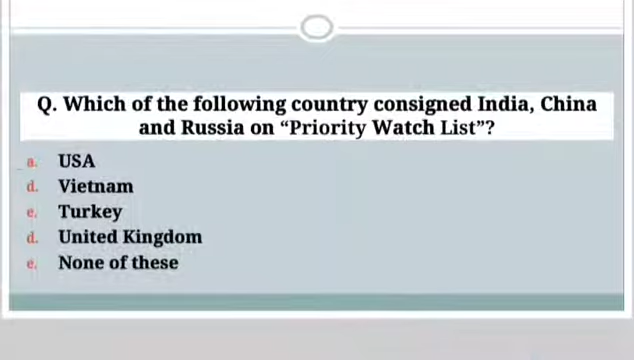 Q. Which of the following country consigned India, China
and Russia on “Priority Watch List”?
a. USA
d. Vietnam
e. Turkey
d. United Kingdom
e. None of these